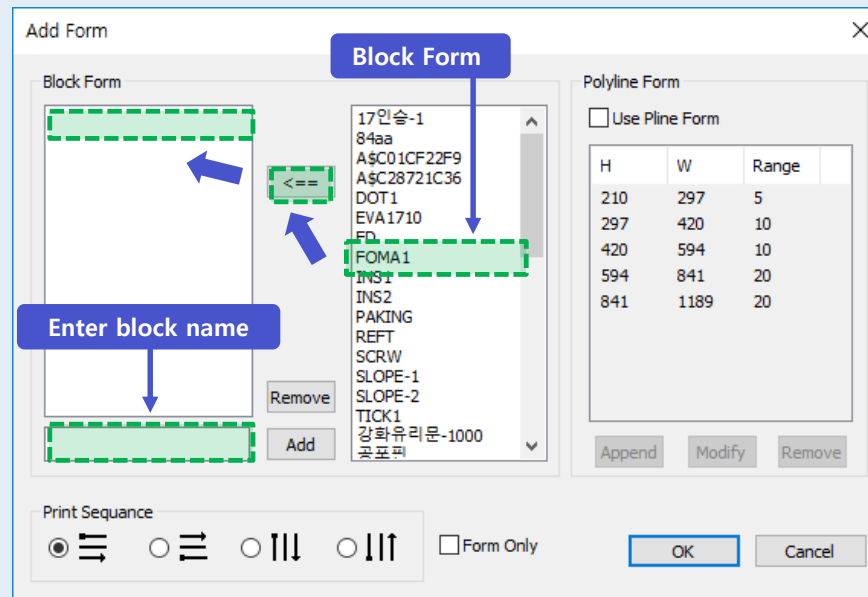 Add Form
Block Form
Block Form
<==
Enter block name
Remove
Add
17인승-1
84aa
A$C01CF22F9
A$C28721C36
DOT1
EVA1710
ED
FOMA1
INS1
INS2
PAKING
REFT
SCRW
SLOPE-1
SLOPE-2
TICK1
강화유리문-1000
Polyline Form
Use Pline Form
H W Range
210 297 5
297 420 10
420 594 10
594 841 20
841 1189 20
Append Modify Remove
Print Sequance
Form Only
OK Cancel